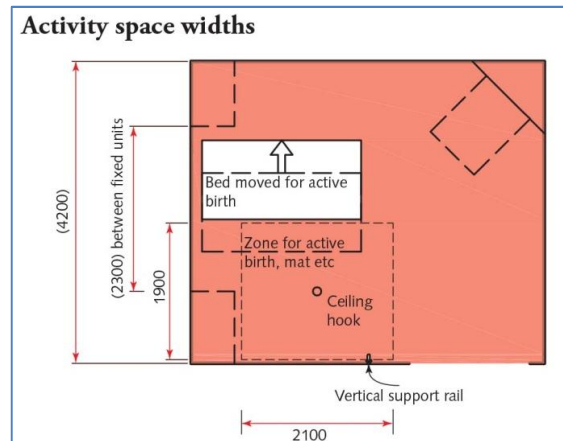 Activity space widths
(4200)
(2300) between fixed units
1900
Bed moved for active
birth
Zone for active
birth, mat etc
Ceiling
hook
Vertical support rail
2100